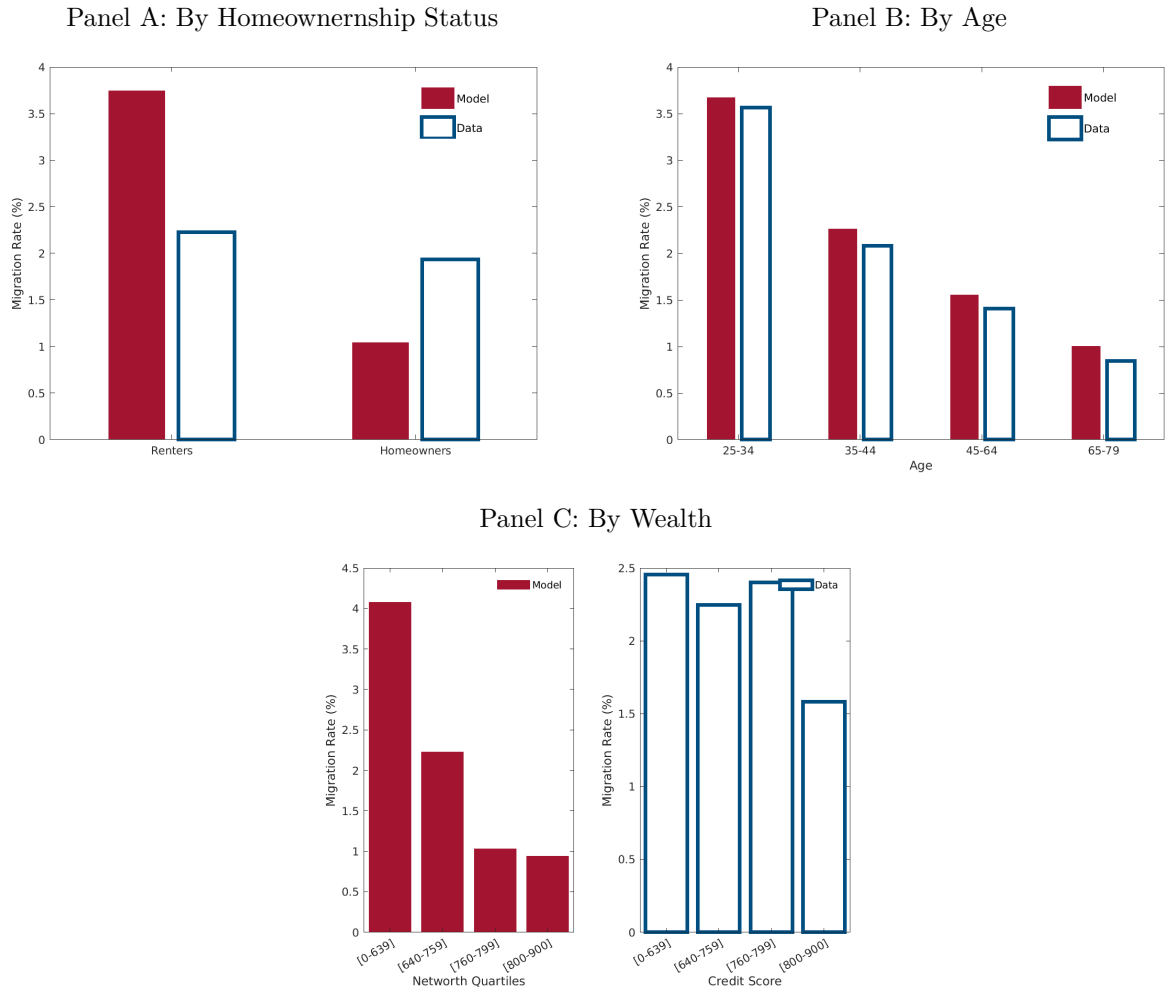 Panel A: By Homeownernship Status
4
3.5
3
2.5
2
1.5
1
0.5
0
Migration Rate (%)
Model
Data
Renters
Homeowners
Panel B: By Age
4
3.5
3
2.5
2
1.5
1
0.5
0
Migration Rate (%)
Model
Data
25-34
35-44
45-64
65-79
Age
Panel C: By Wealth
4.5
4
3.5
3
2.5
2
1.5
1
0.5
0
Migration Rate (%)
Model
[0-639]
[640-759]
[760-799]
[800-900]
Networth Quartiles
2.5
2
1.5
1
0.5
0
Migration Rate (%)
Data
[0-639]
[640-759]
[760-799]
[800-900]
Credit Score